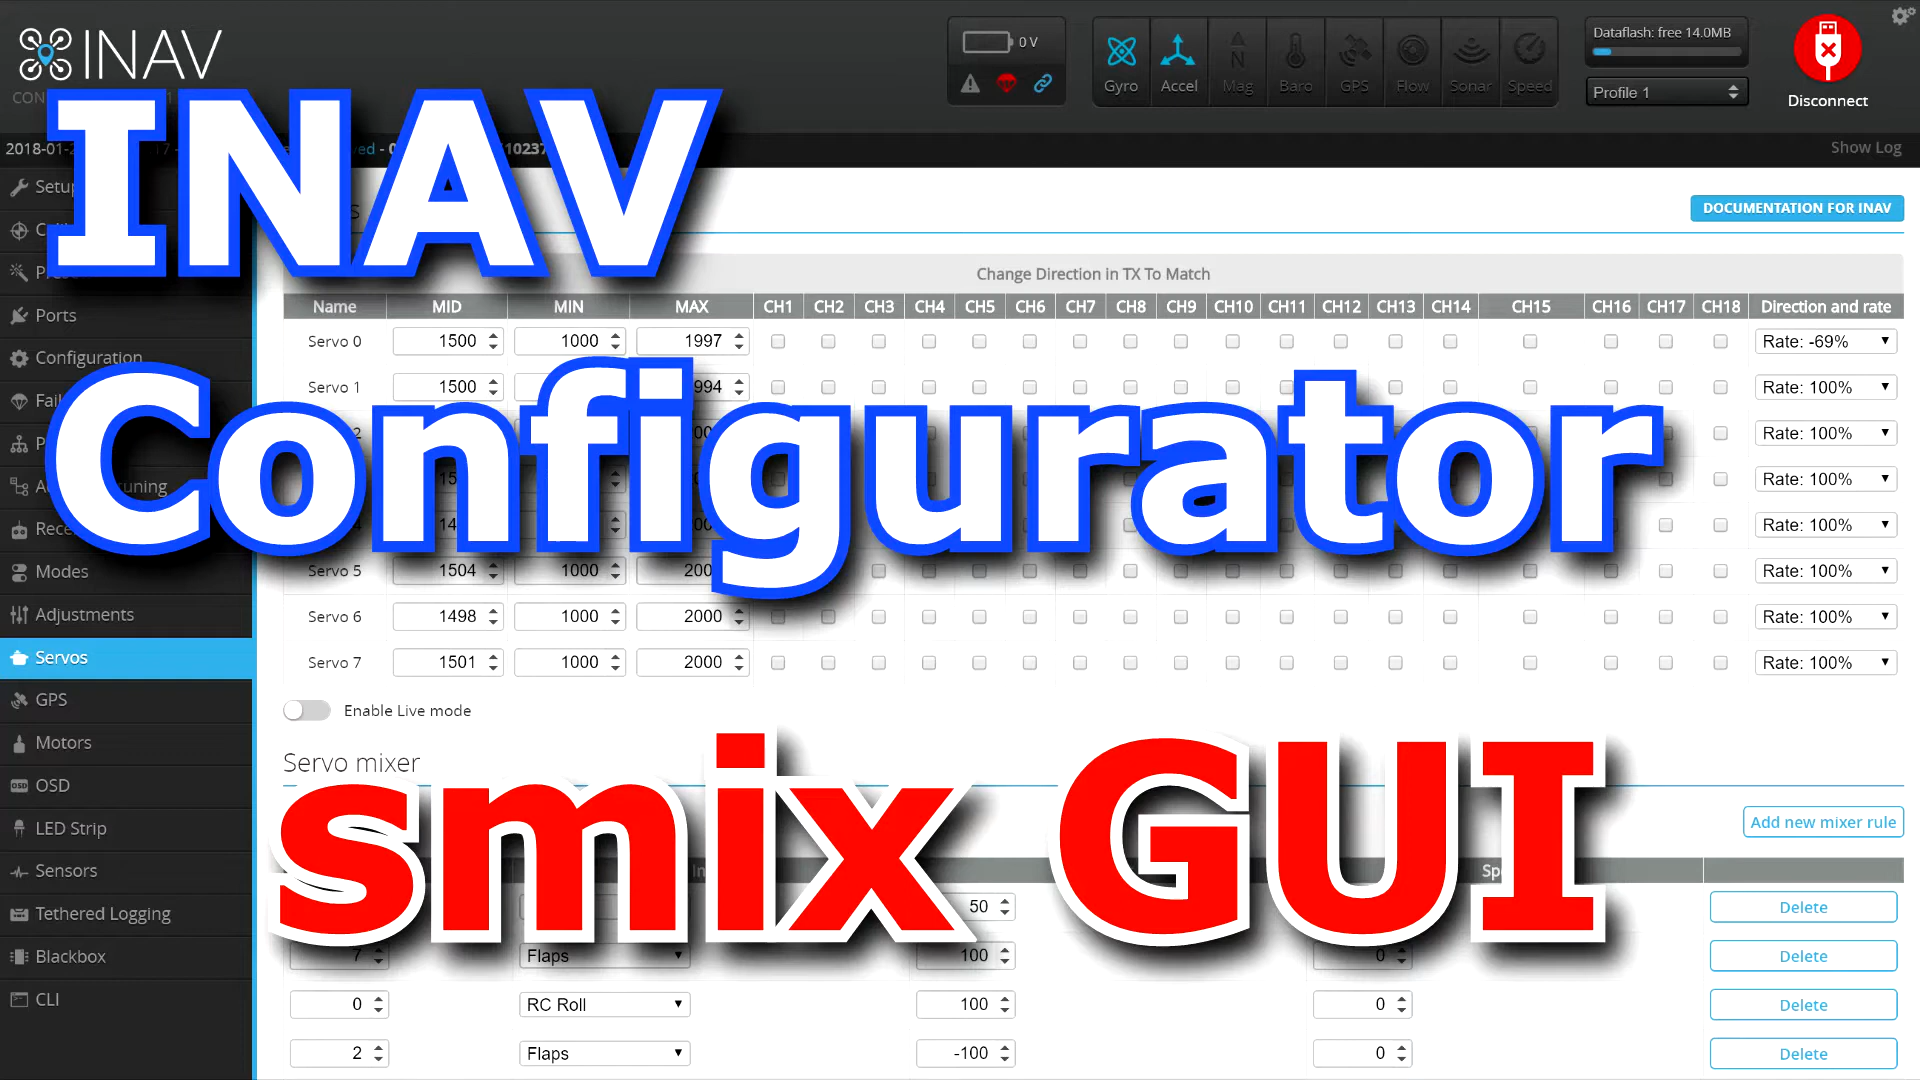 INAV
0 V
Gyro Accel Mag Baro GPS Flow Sonar Speed
Dataflash: free 14.0MB
Profile 1
Disconnect
Show Log
INAV
Configurator
smix GUI
Ports
Configuration
Modes
Adjustments
Servos
GPS
Motors
OSD
LED Strip
Sensors
Tethered Logging
Blackbox
CLI
DOCUMENTATION FOR INAV
Change Direction in TX To Match
Name MID MIN MAX CH1 CH2 CH3 CH4 CH5 CH6 CH7 CH8 CH9 CH10 CH11 CH12 CH13 CH14 CH15 CH16 CH17 CH18 Direction and rate
Servo 0 1500 1000 1997 Rate: -69%
Servo 1 1500 Rate: 100%
Rate: 100%
Rate: 100%
Rate: 100%
Servo 5 1504 1000 Rate: 100%
Servo 6 1498 1000 2000 Rate: 100%
Servo 7 1501 1000 2000 Rate: 100%
Enable Live mode
Servo mixer
Add new mixer rule
50 Delete
7 Flaps 100 0 Delete
0 RC Roll 100 0 Delete
2 Flaps -100 0 Delete